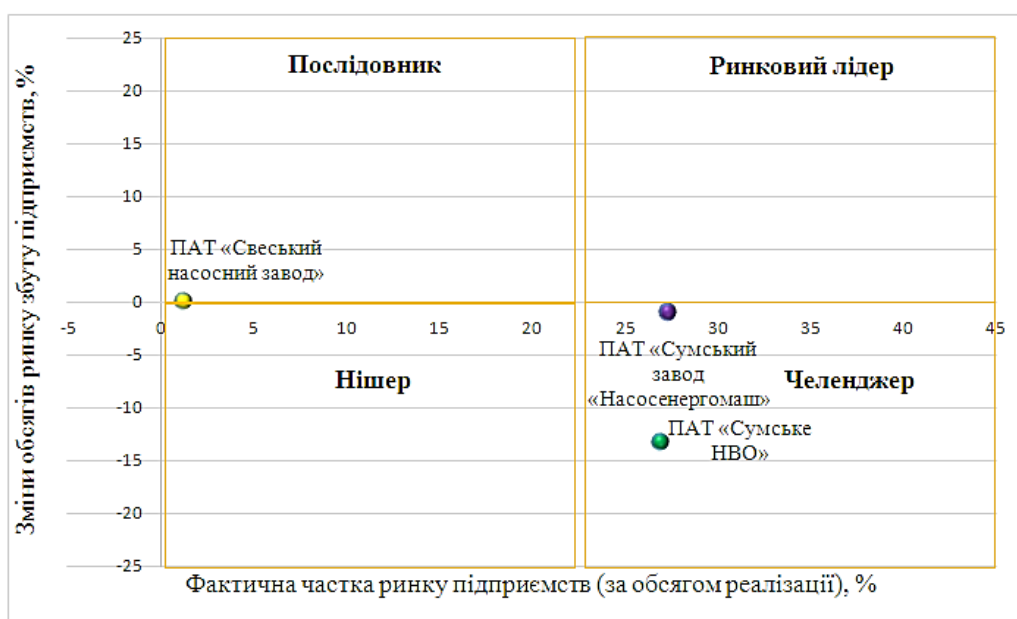 Зміни обсягів ринку збуту підприємств, %
25
20
15
10
5
0
-5
-10
-15
-20
-25
Послідовник
Ринковий лідер
ПАТ «Свеський
насосний завод»
-5 0 5 10 15 20 25 30 35 40 45
ПАТ «Сумський
завод
«Насосенергомаш»
Нішер
Челенджер
ПАТ «Сумське
НВО»
Фактична частка ринку підприємств (за обсягом реалізації), %